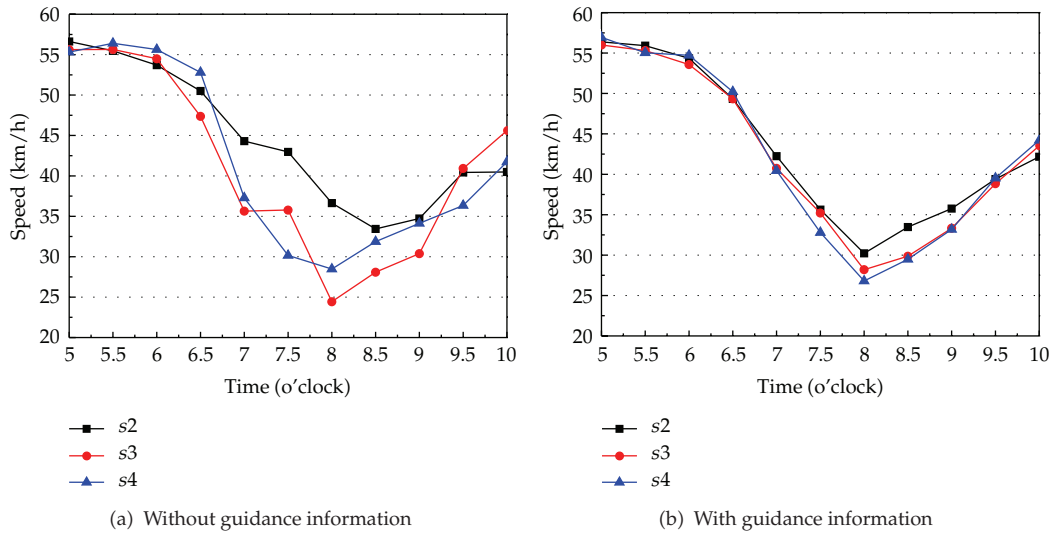 60
55
50
45
40
35
30
25
20
Speed (km/h)
5 5.5 6 6.5 7 7.5 8 8.5 9 9.5 10
Time (o'clock)
s2
s3
s4
(a) Without guidance information
60
55
50
45
40
35
30
25
20
Speed (km/h)
5 5.5 6 6.5 7 7.5 8 8.5 9 9.5 10
Time (o'clock)
s2
s3
s4
(b) With guidance information